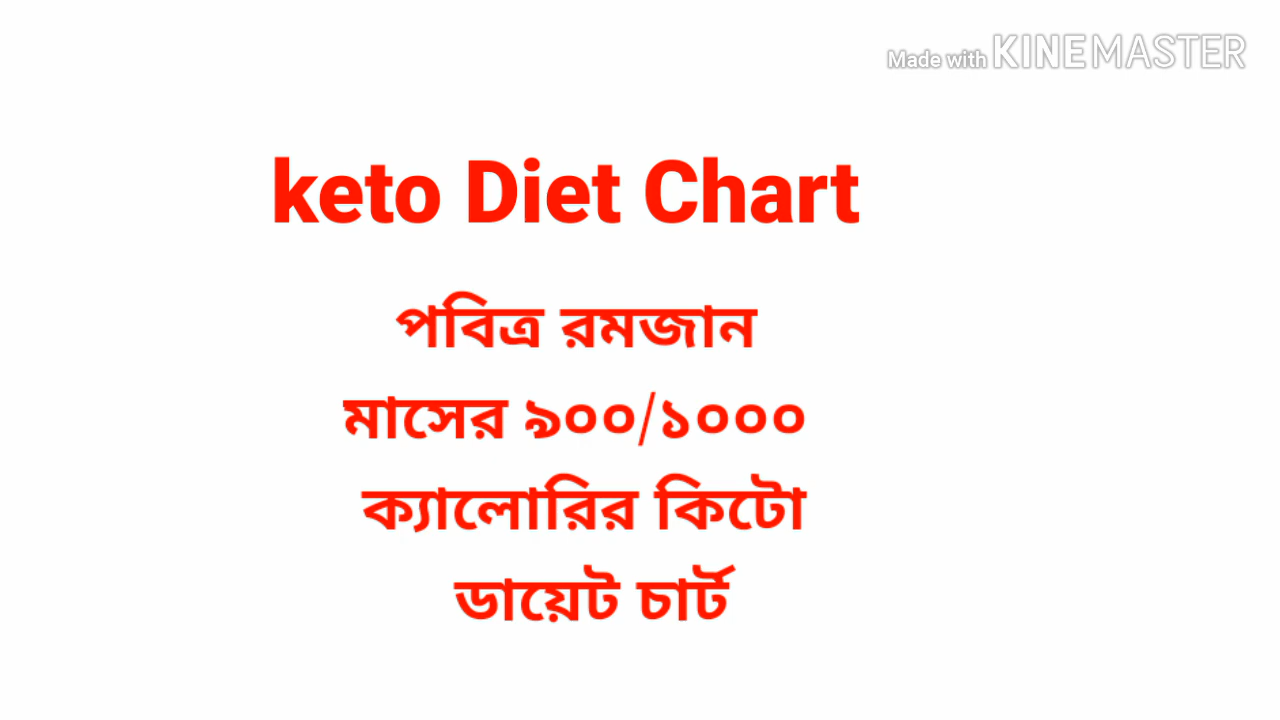 Made with KINEMASTER
keto Diet Chart
পবিত্র রমজান
মাসের ৯০০/১০০০
ক্যালোরির কিটো
ডায়েট চার্ট